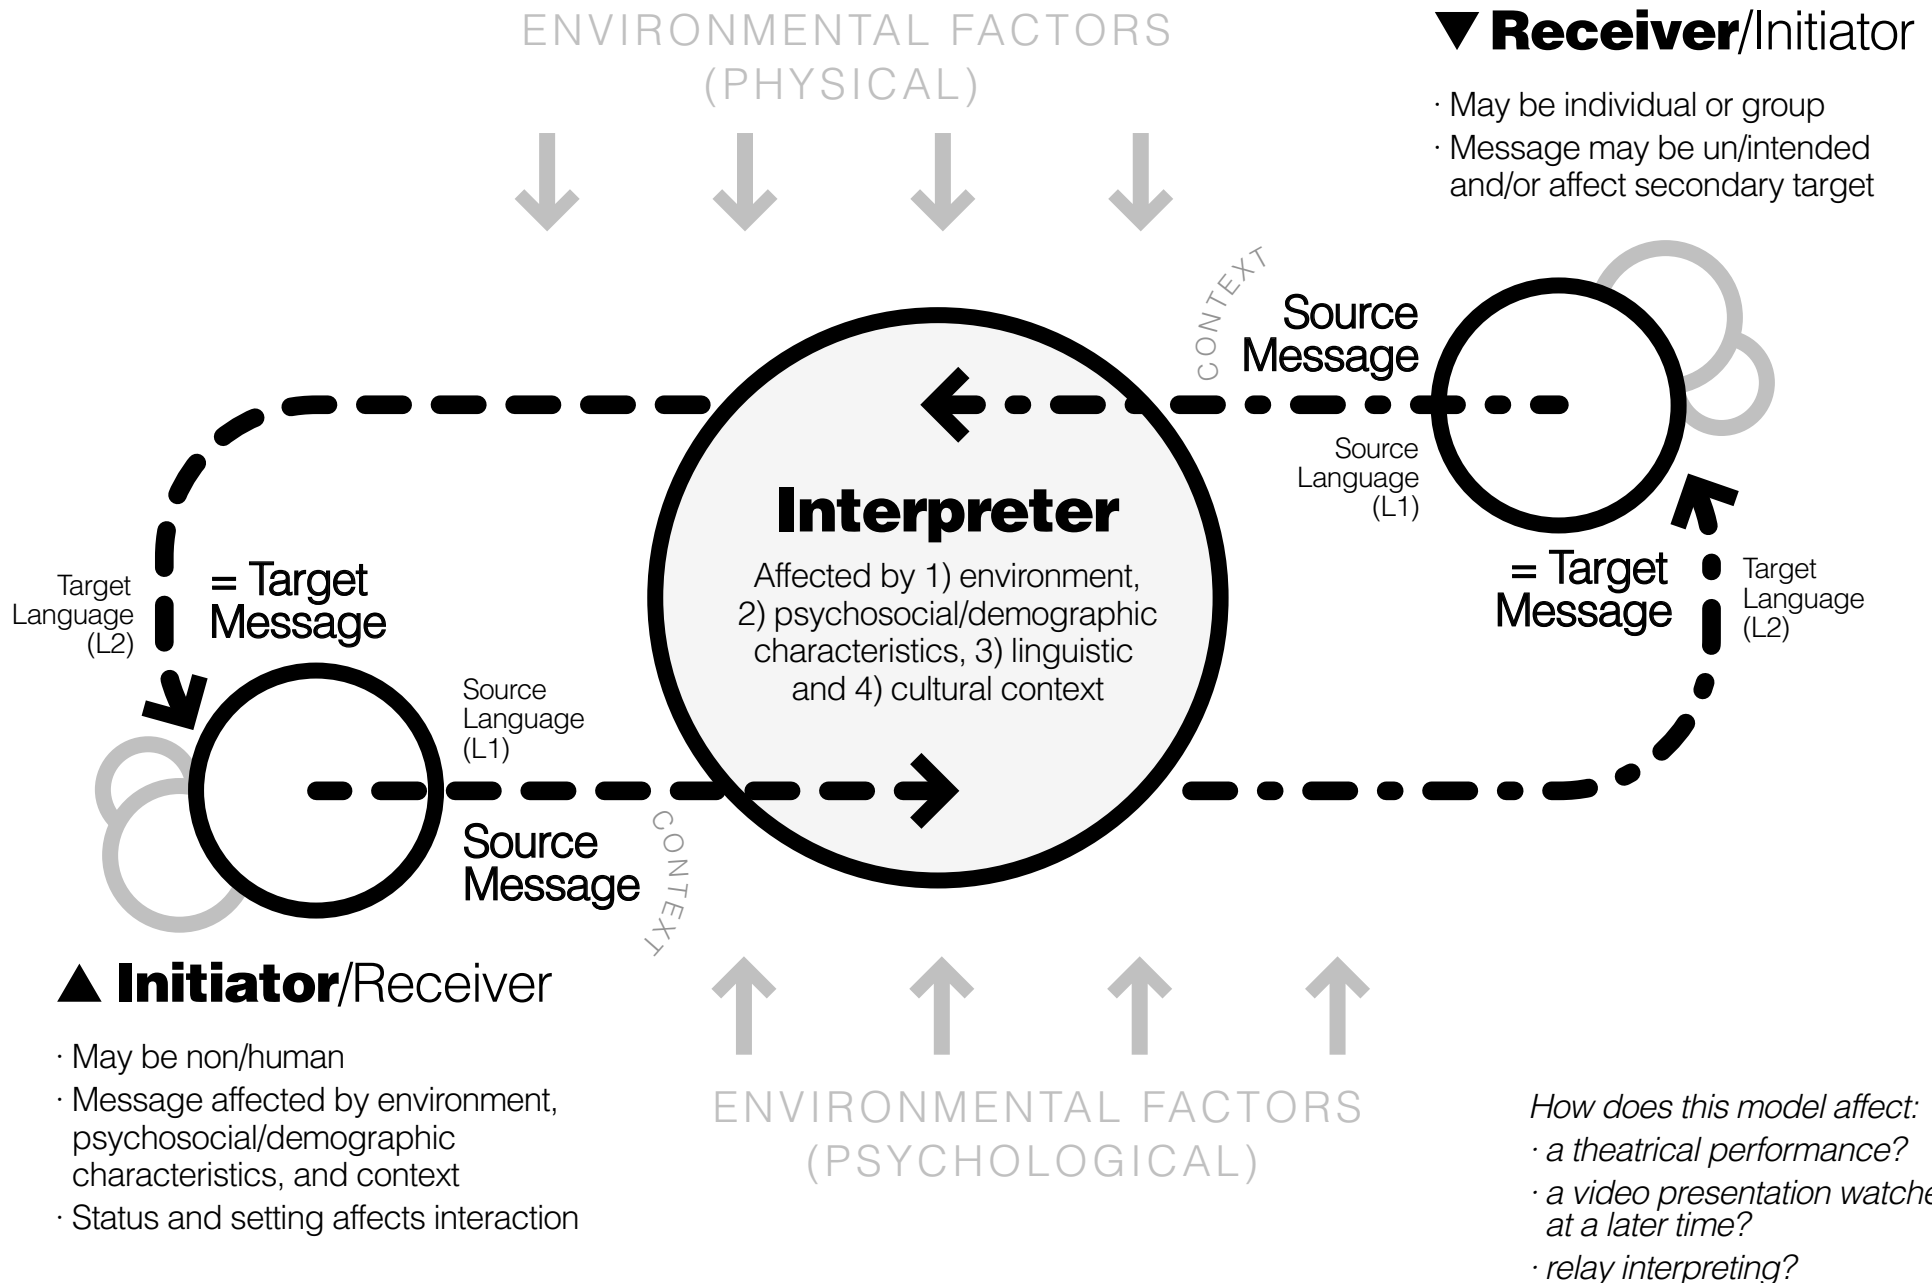 ENVIRONMENTAL FACTORS
(PHYSICAL)
▼ Receiver/Initiator
· May be individual or group
· Message may be un/intended
and/or affect secondary target
CONTEXT
Source
Message
Source
Language
(L1)
Interpreter
Affected by 1) environment,
2) psychosocial/demographic
characteristics, 3) linguistic
and 4) cultural context
Target
Language
(L2)
= Target
Message
= Target
Message
Target
Language
(L2)
Source
Language
(L1)
Source
Message
CONTEXT
▲ Initiator/Receiver
· May be non/human
· Message affected by environment,
psychosocial/demographic
characteristics, and context
· Status and setting affects interaction
ENVIRONMENTAL FACTORS
(PSYCHOLOGICAL)
How does this model affect:
· a theatrical performance?
· a video presentation
at a later time?
· relay interpreting?